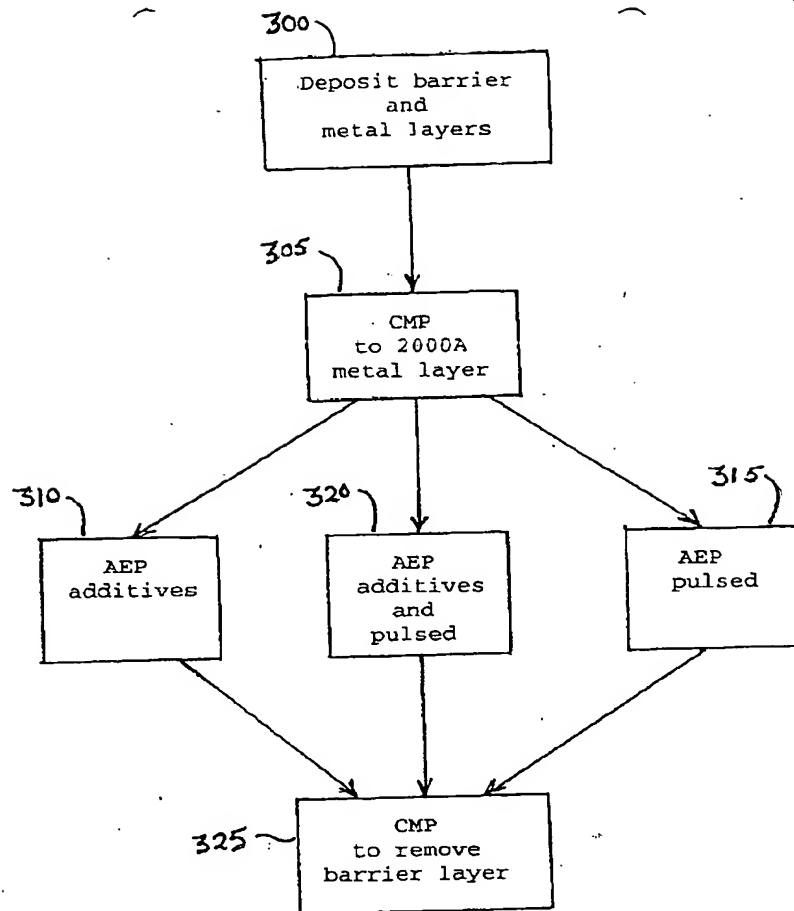 300
Deposit barrier
and
metal layers
305
CMP
to 2000A
metal layer
310
AEP
additives
320
AEP
additives
and
pulsed
315
AEP
pulsed
325
CMP
to remove
barrier layer